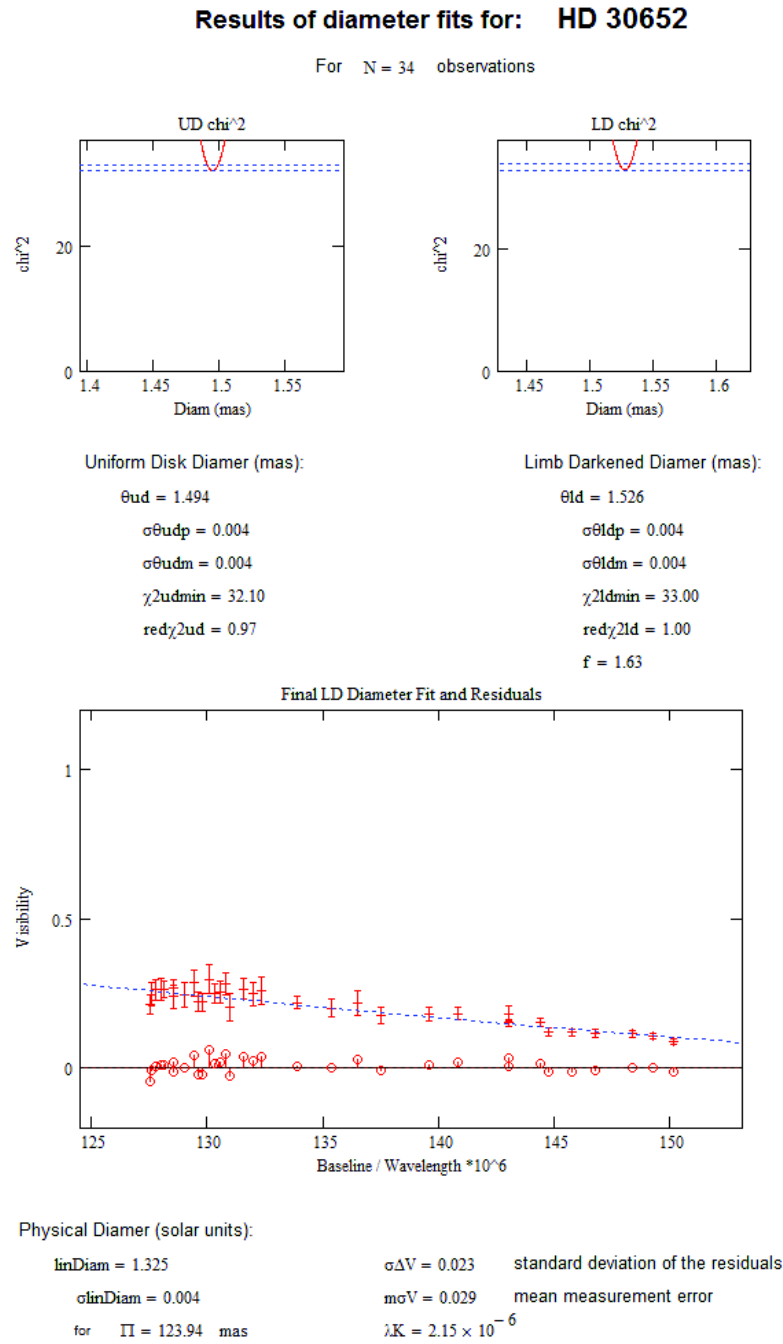 Results of diameter fits for: HD 30652
For N = 34 observations
UD chi^2
LD chi^2
chi^2
20
0
1.4 1.45 1.5 1.55
Diam (mas)
chi^2
20
0
1.45 1.5 1.55 1.6
Diam (mas)
Uniform Disk Diamer (mas):
θud = 1.494
σθudp = 0.004
σθudm = 0.004
χ2udmin = 32.10
redχ2ud = 0.97
Limb Darkened Diamer (mas):
θld = 1.526
σθldp = 0.004
σθldm = 0.004
χ2ldmin = 33.00
redχ2ld = 1.00
f = 1.63
Final LD Diameter Fit and Residuals
Visibility
1
0.5
0
125 130 135 140 145 150
Baseline / Wavelength *10^6
Physical Diamer (solar units):
linDiam = 1.325
σlinDiam = 0.004
for Π = 123.94 mas
σΔV = 0.023 standard deviation of the residuals
mσV = 0.029 mean measurement error
λK = 2.15 × 10^-6